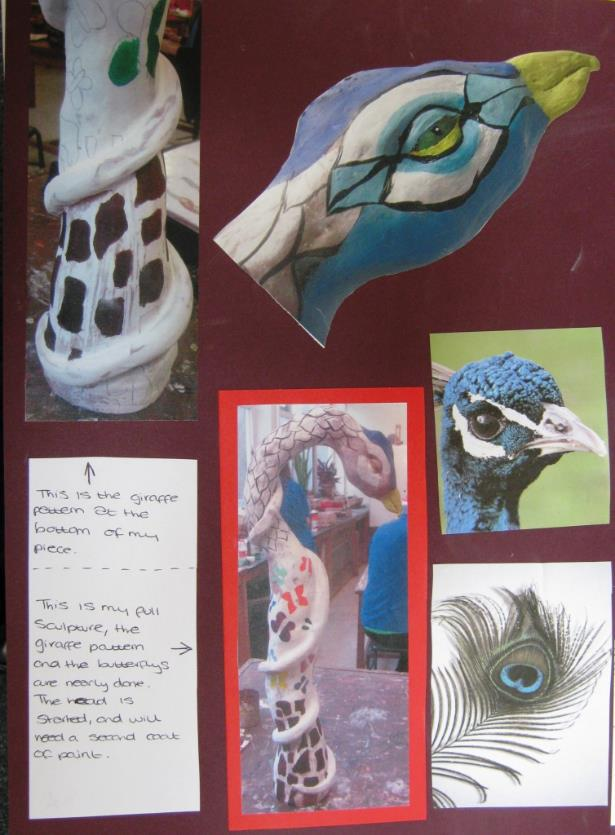 This is the giraffe
pattern at the
bottom of my
piece.
This is my full
sculpture, the
giraffe pattern
and the butterflys
are nearly done.
The head is
started, and will
need a second coat
of paint.